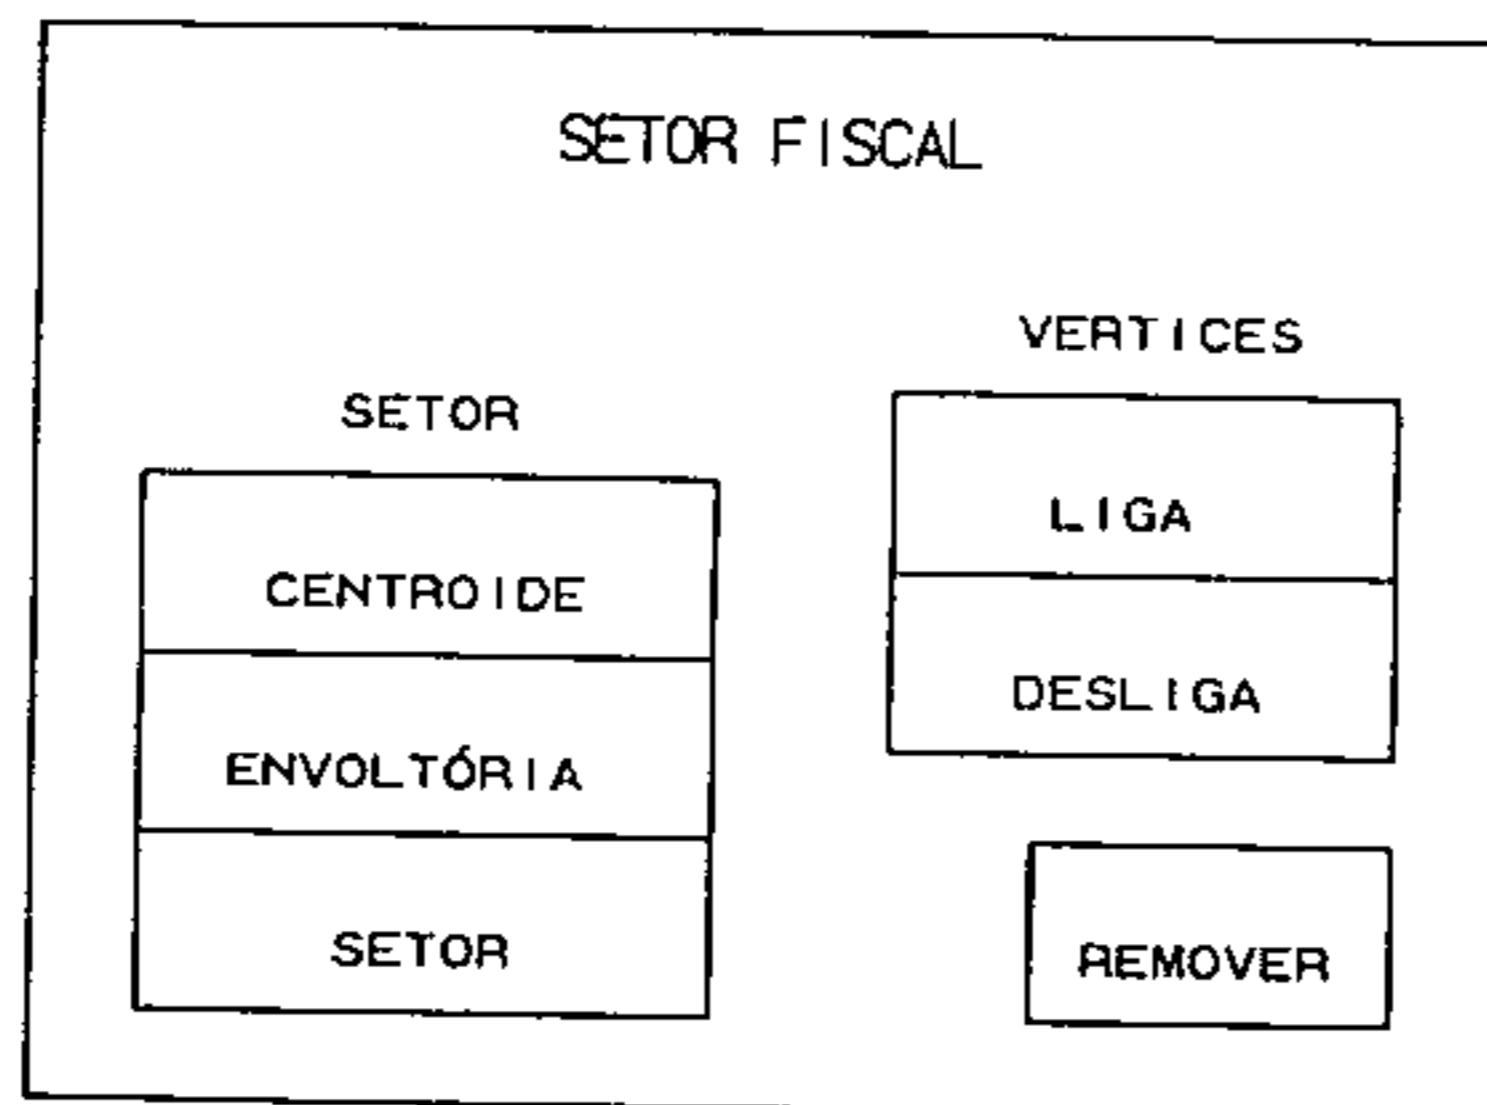 SETOR FISCAL
SETOR
CENTROIDE
ENVOLTÓRIA
SETOR
VERTICES
LIGA
DESLIGA
REMOVER